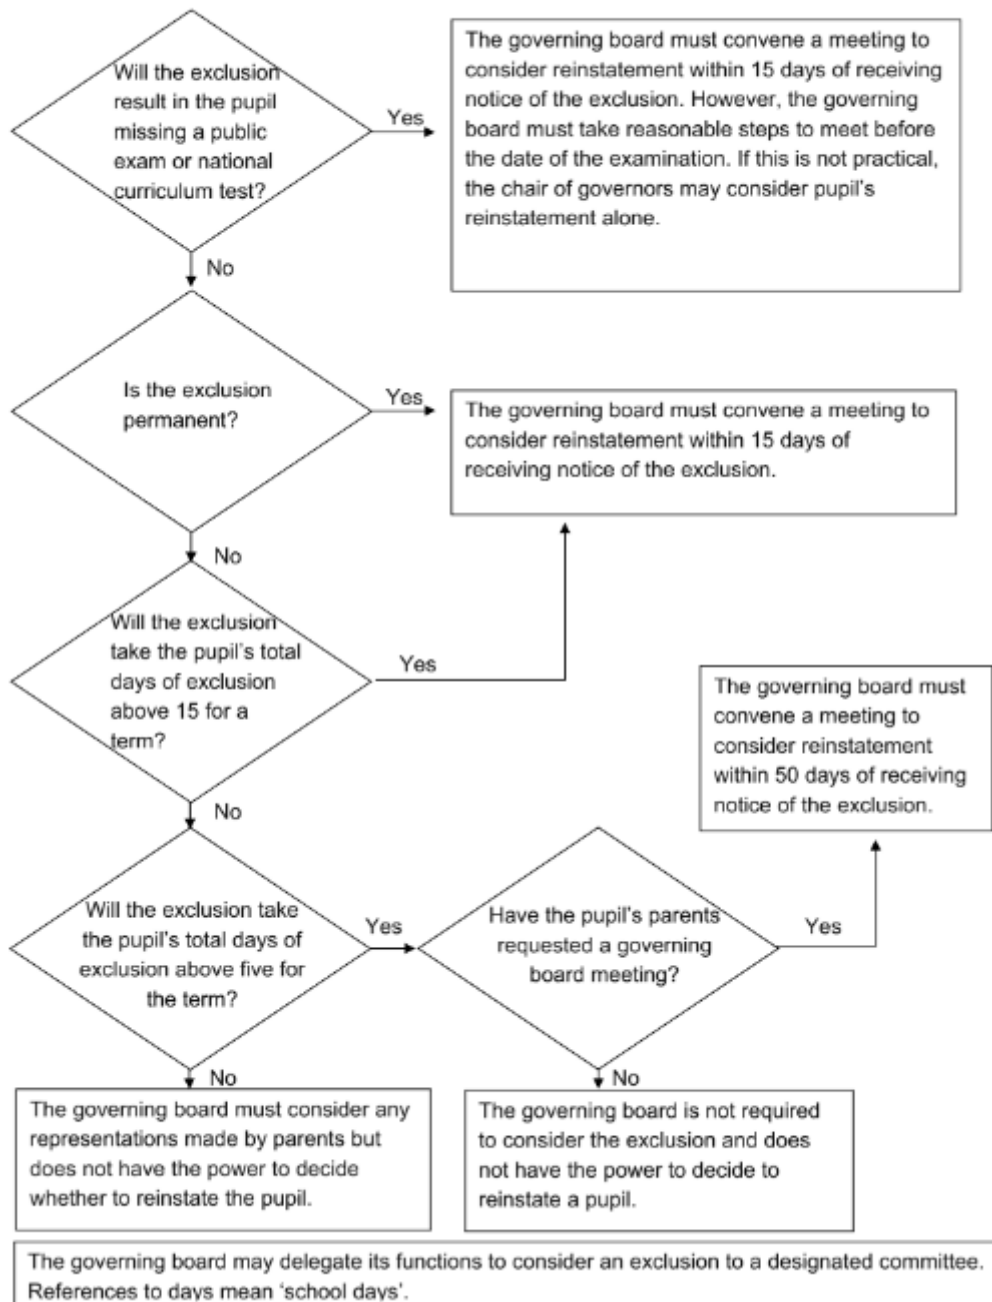 Will the exclusion
result in the pupil
missing a public
exam or national
curriculum test?
Yes
The governing board must convene a meeting to
consider reinstatement within 15 days of receiving
notice of the exclusion. However, the governing
board must take reasonable steps to meet before
the date of the examination. If this is not practical,
the chair of governors may consider pupil's
reinstatement alone.
No
Is the exclusion
permanent?
Yes
The governing board must convene a meeting to
consider reinstatement within 15 days of
receiving notice of the exclusion.
No
Will the exclusion
take the pupil's total
days of exclusion
above 15 for a
term?
Yes
The governing board must
convene a meeting to
consider reinstatement
within 50 days of receiving
notice of the exclusion.
No
Will the exclusion take
the pupil's total days of
exclusion above five for
the term?
Yes
Have the pupil's parents
requested a governing
board meeting?
Yes
No
The governing board must consider any
representations made by parents but
does not have the power to decide
whether to reinstate the pupil.
No
The governing board is not required
to consider the exclusion and does
not have the power to decide to
reinstate a pupil.
The governing board may delegate its functions to consider an exclusion to a designated committee.
References to days mean 'school days'.